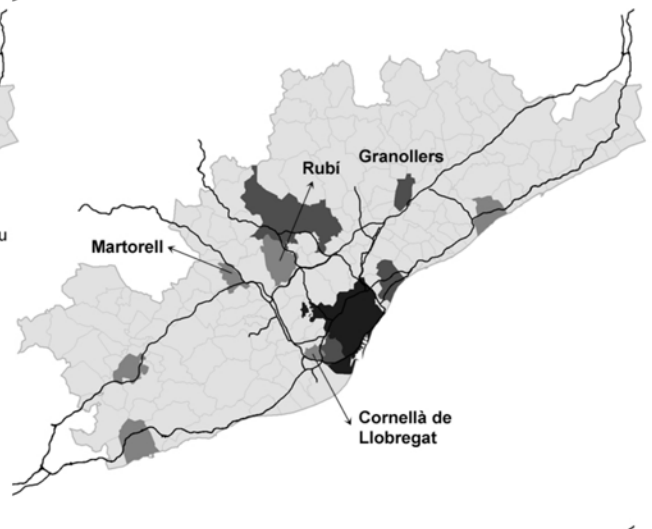 Granollers
Rubí
Martorell
u
Cornellà de
Llobregat